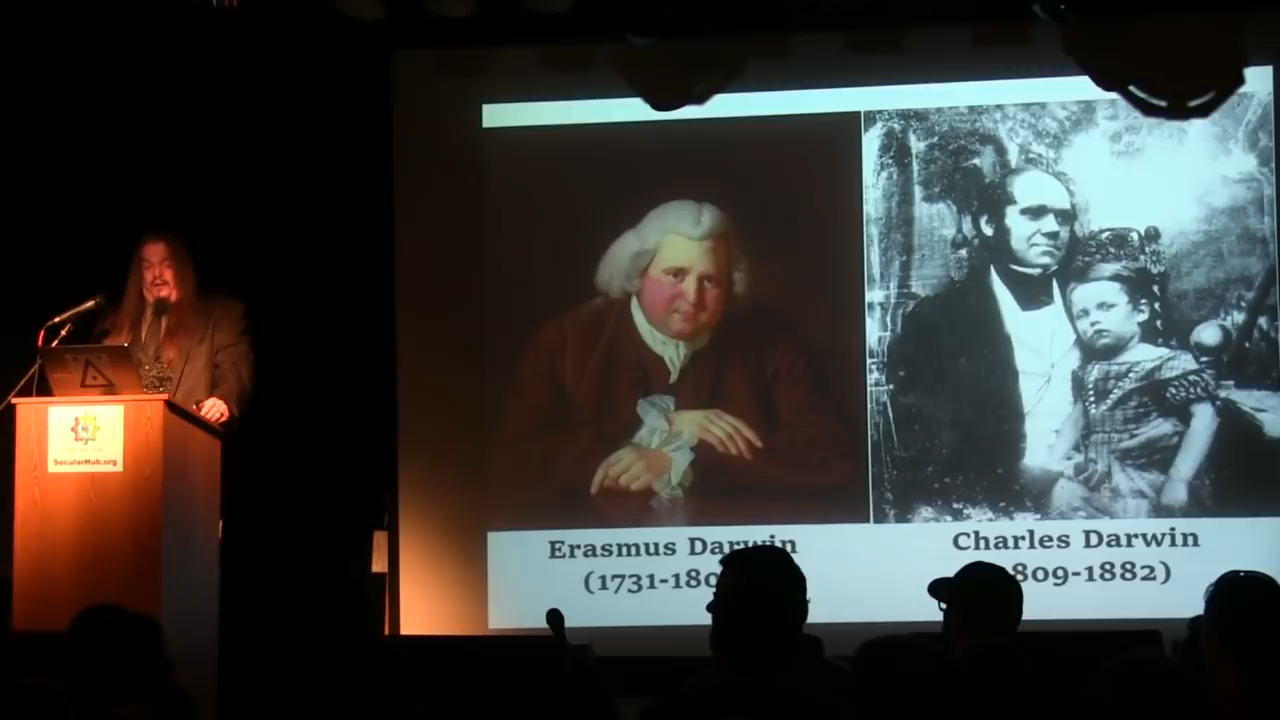 SecularHub.org
Erasmus Darwin
(1731-180
Charles Darwin
809-1882)